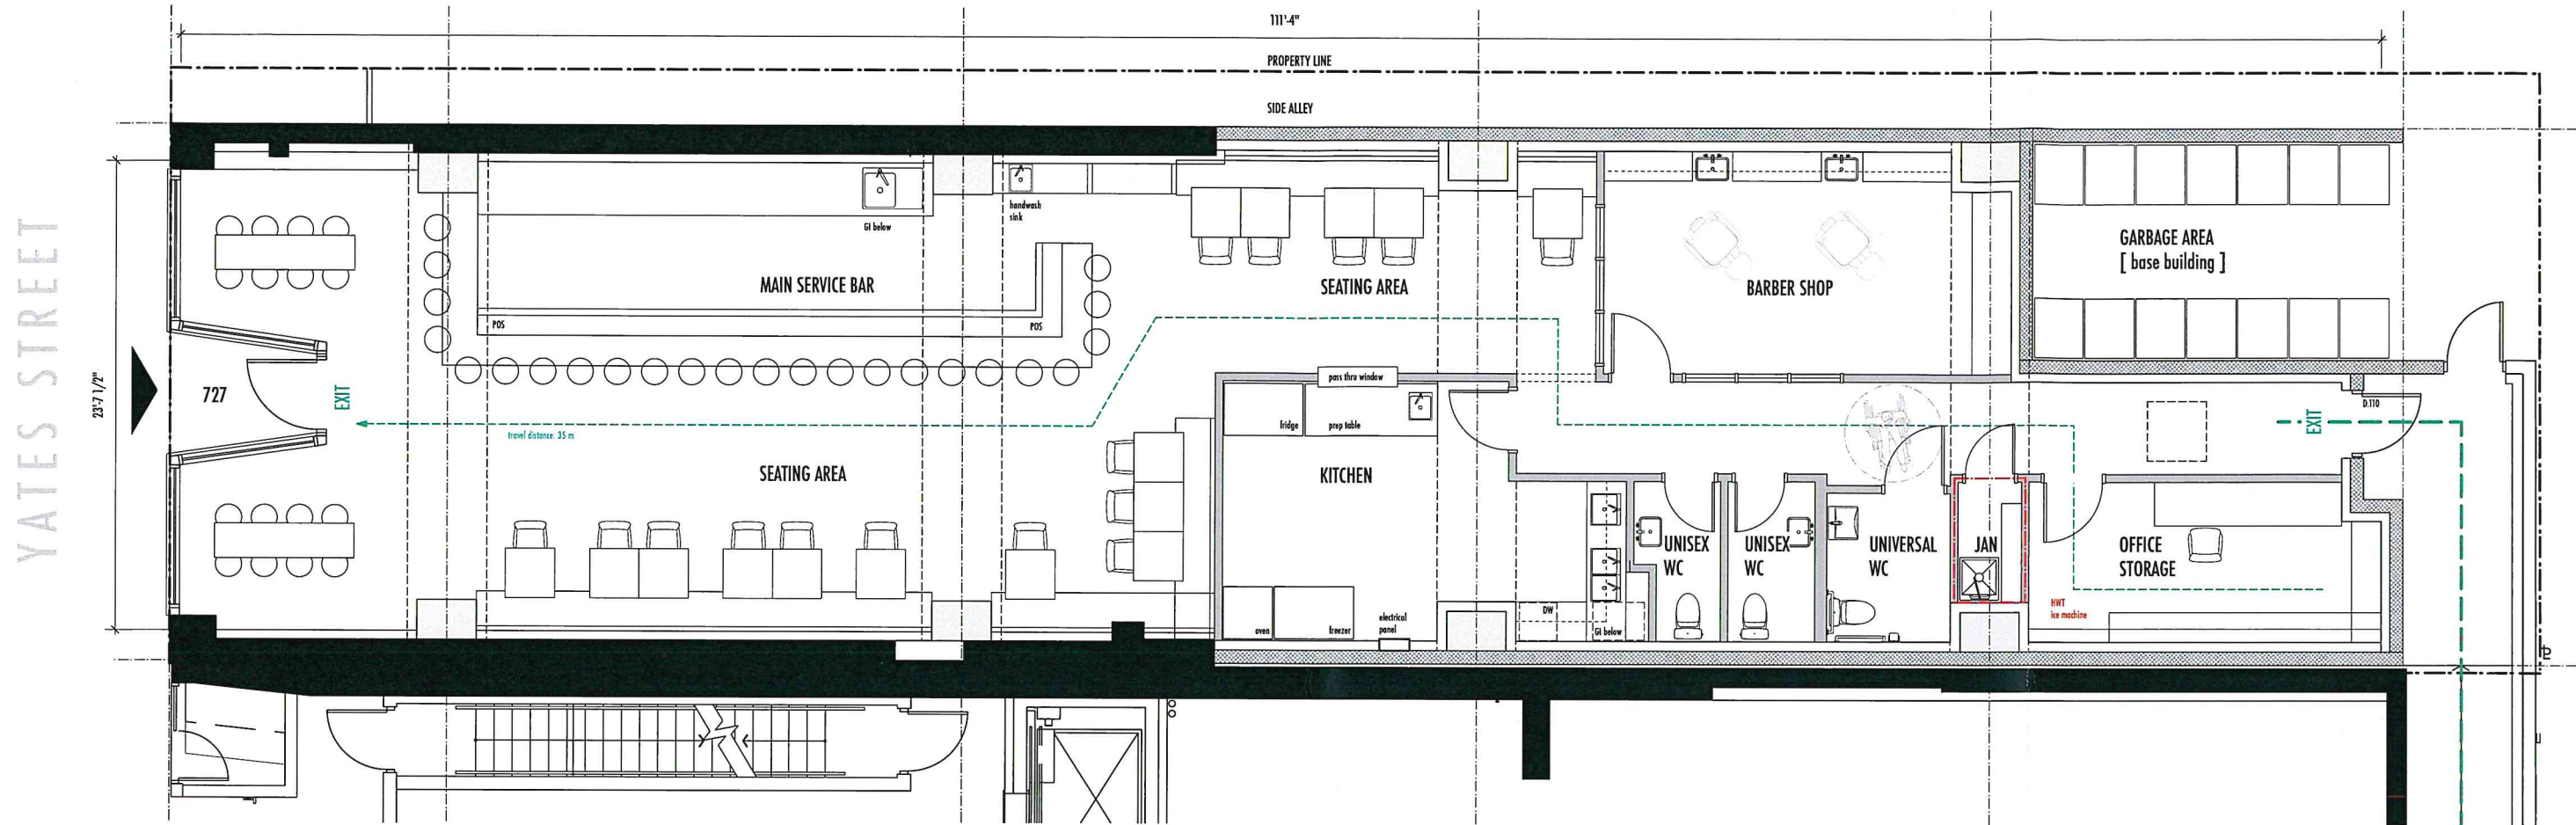 111'-4"
PROPERTY LINE
SIDE ALLEY
YATES STREET
23'-7 1/2"
727
EXIT
travel distance: 35 m
POS
MAIN SERVICE BAR
POS
GI below
handwash
sink
SEATING AREA
SEATING AREA
pass thru window
fridge
prep table
KITCHEN
oven
freezer
electrical
panel
DW
GI below
BARBER SHOP
UNISEX
WC
UNISEX
WC
UNIVERSAL
WC
JAN
HWT
ice machine
OFFICE
STORAGE
GARBAGE AREA
[ base building ]
EXIT
D.110